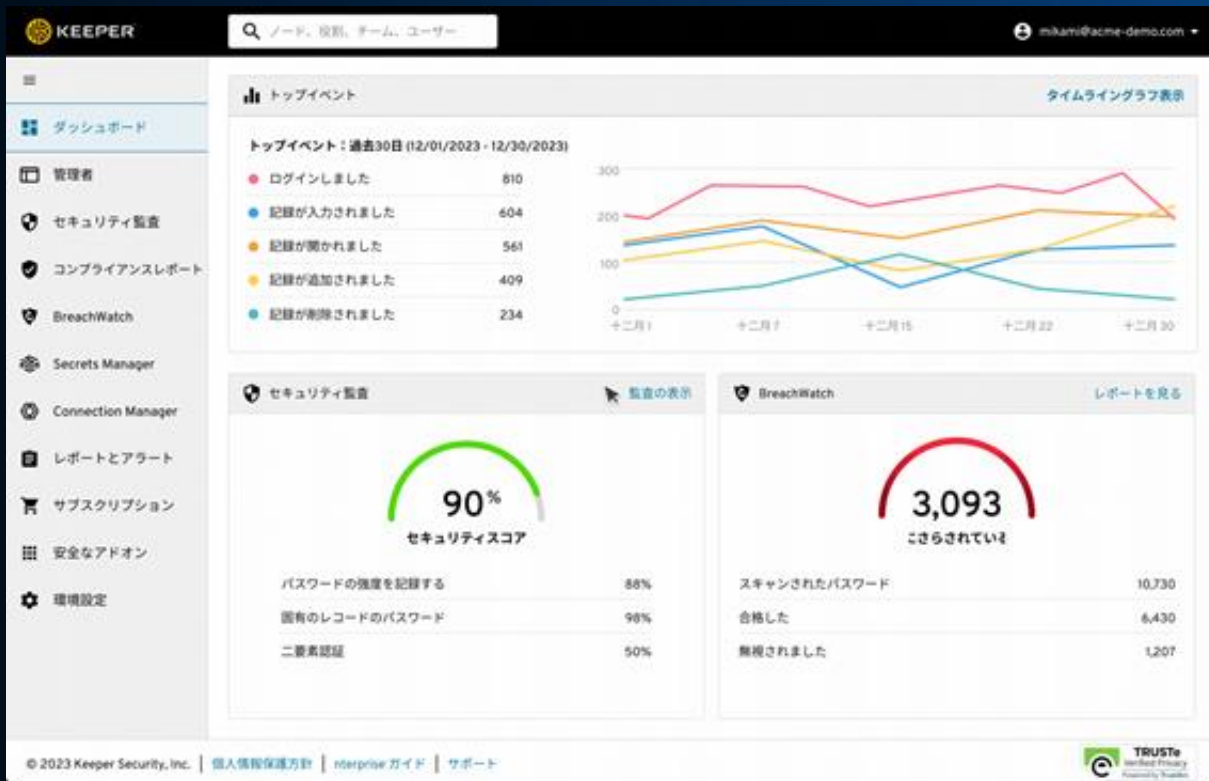 KEEPER
ノード、役割、チーム、ユーザー
mikami@acme-demo.com
ダッシュボード
管理者
セキュリティ監査
コンプライアンスレポート
BreachWatch
Secrets Manager
Connection Manager
レポートとアラート
サブスクリプション
安全なアドオン
環境設定
トップイベント
タイムライングラフ表示
トップイベント：過去30日 (12/01/2023 - 12/30/2023)
ログインしました 810
記録が入力されました 604
記録が開かれました 561
記録が追加されました 409
記録が削除されました 234
300
200
100
0
十二月1 十二月7 十二月15 十二月22 十二月30
セキュリティ監査
監査の表示
90%
セキュリティスコア
パスワードの強度を記録する 88%
固有のレコードのパスワード 98%
二要素認証 50%
BreachWatch
レポートを見る
3,093
さらされている
スキャンされたパスワード 10,730
合格した 6,430
無視されました 1,207
© 2023 Keeper Security, Inc. | 個人情報保護方針 | nterprise ガイド | サポート
TRUSTe
Verified Privacy
Powered by TrustArc